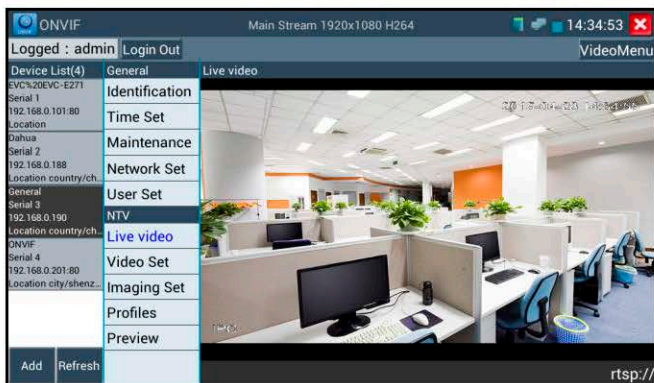 ONVIF
Main Stream 1920x1080 H264
14:34:53
Logged : admin
Login Out
VideoMenu
Device List(4)
EVC%20EVC-E271
Serial 1
192.168.0.101:80
Location
Dahua
Serial 2
192.168.0.188
Location country/ch...
General
Serial 3
192.168.0.190
Location country/ch...
ONVIF
Serial 4
192.168.0.201:80
Location city/shenz...
Add
Refresh
General
Identification
Time Set
Maintenance
Network Set
User Set
NTV
Live video
Video Set
Imaging Set
Profiles
Preview
Live video
IPC
rtsp://